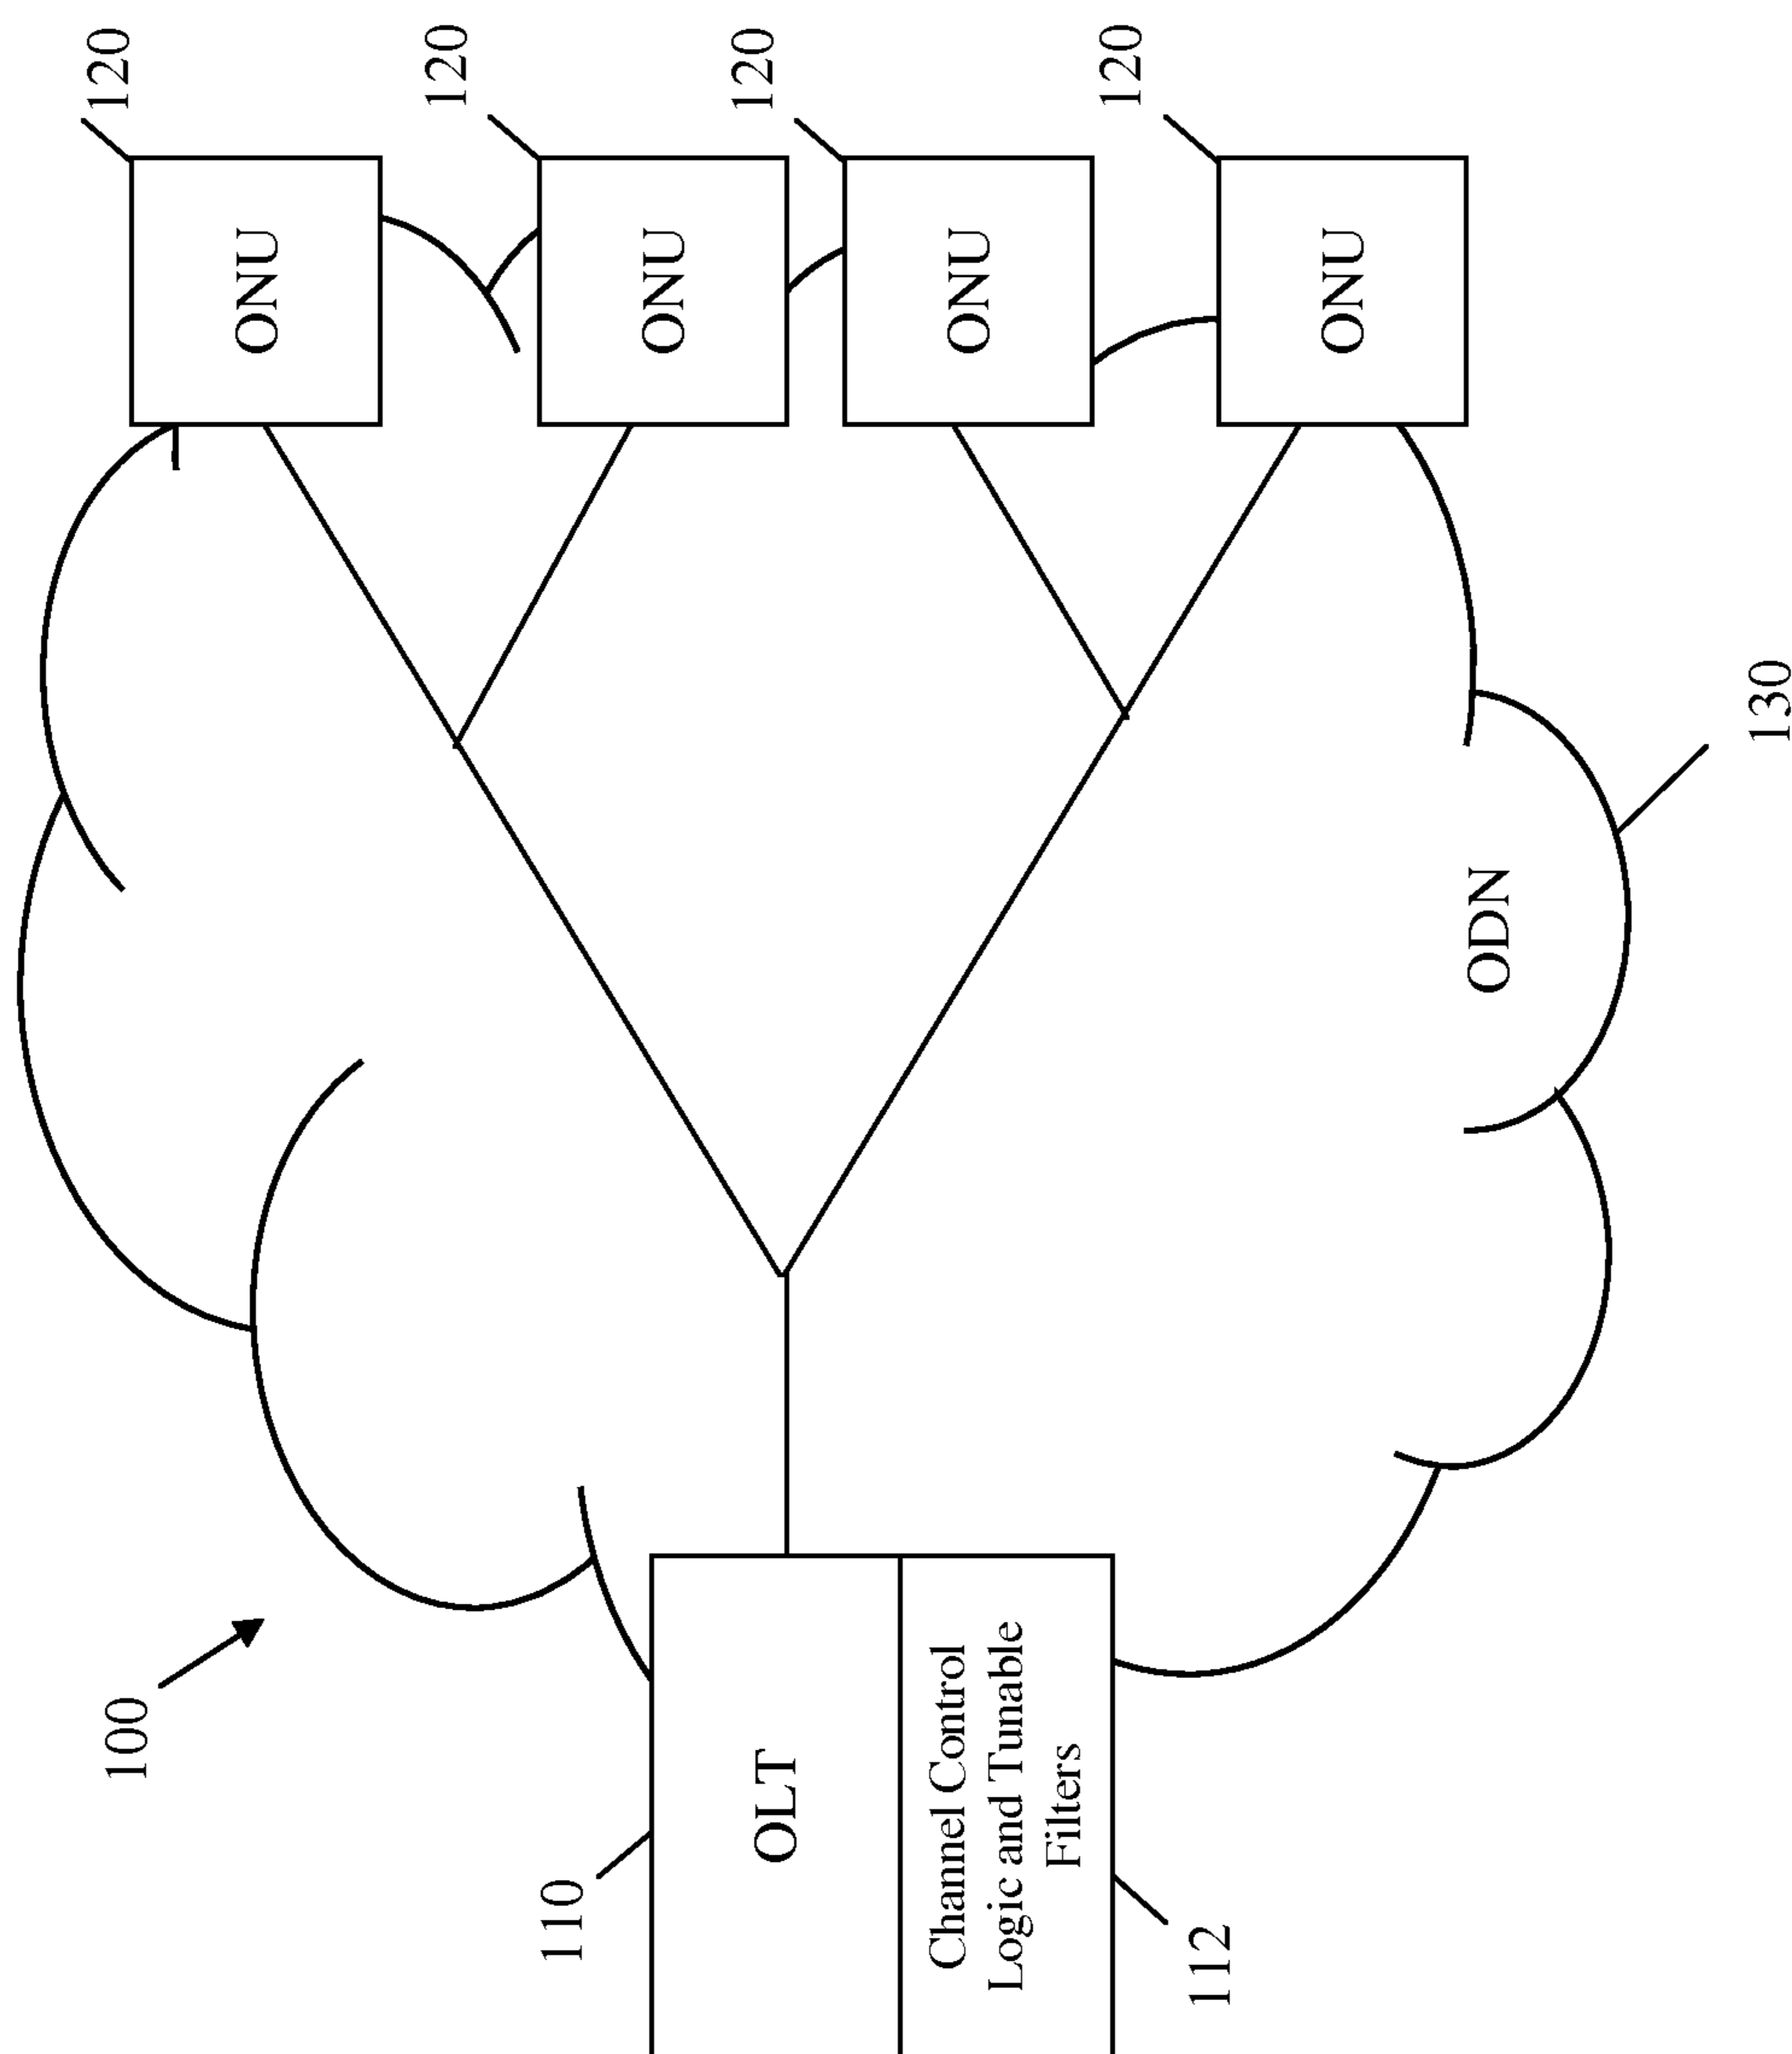 100
110
OLT
Channel Control
Logic and Tunable
Filters
112
120
ONU
120
ONU
120
ONU
120
ONU
ODN
130